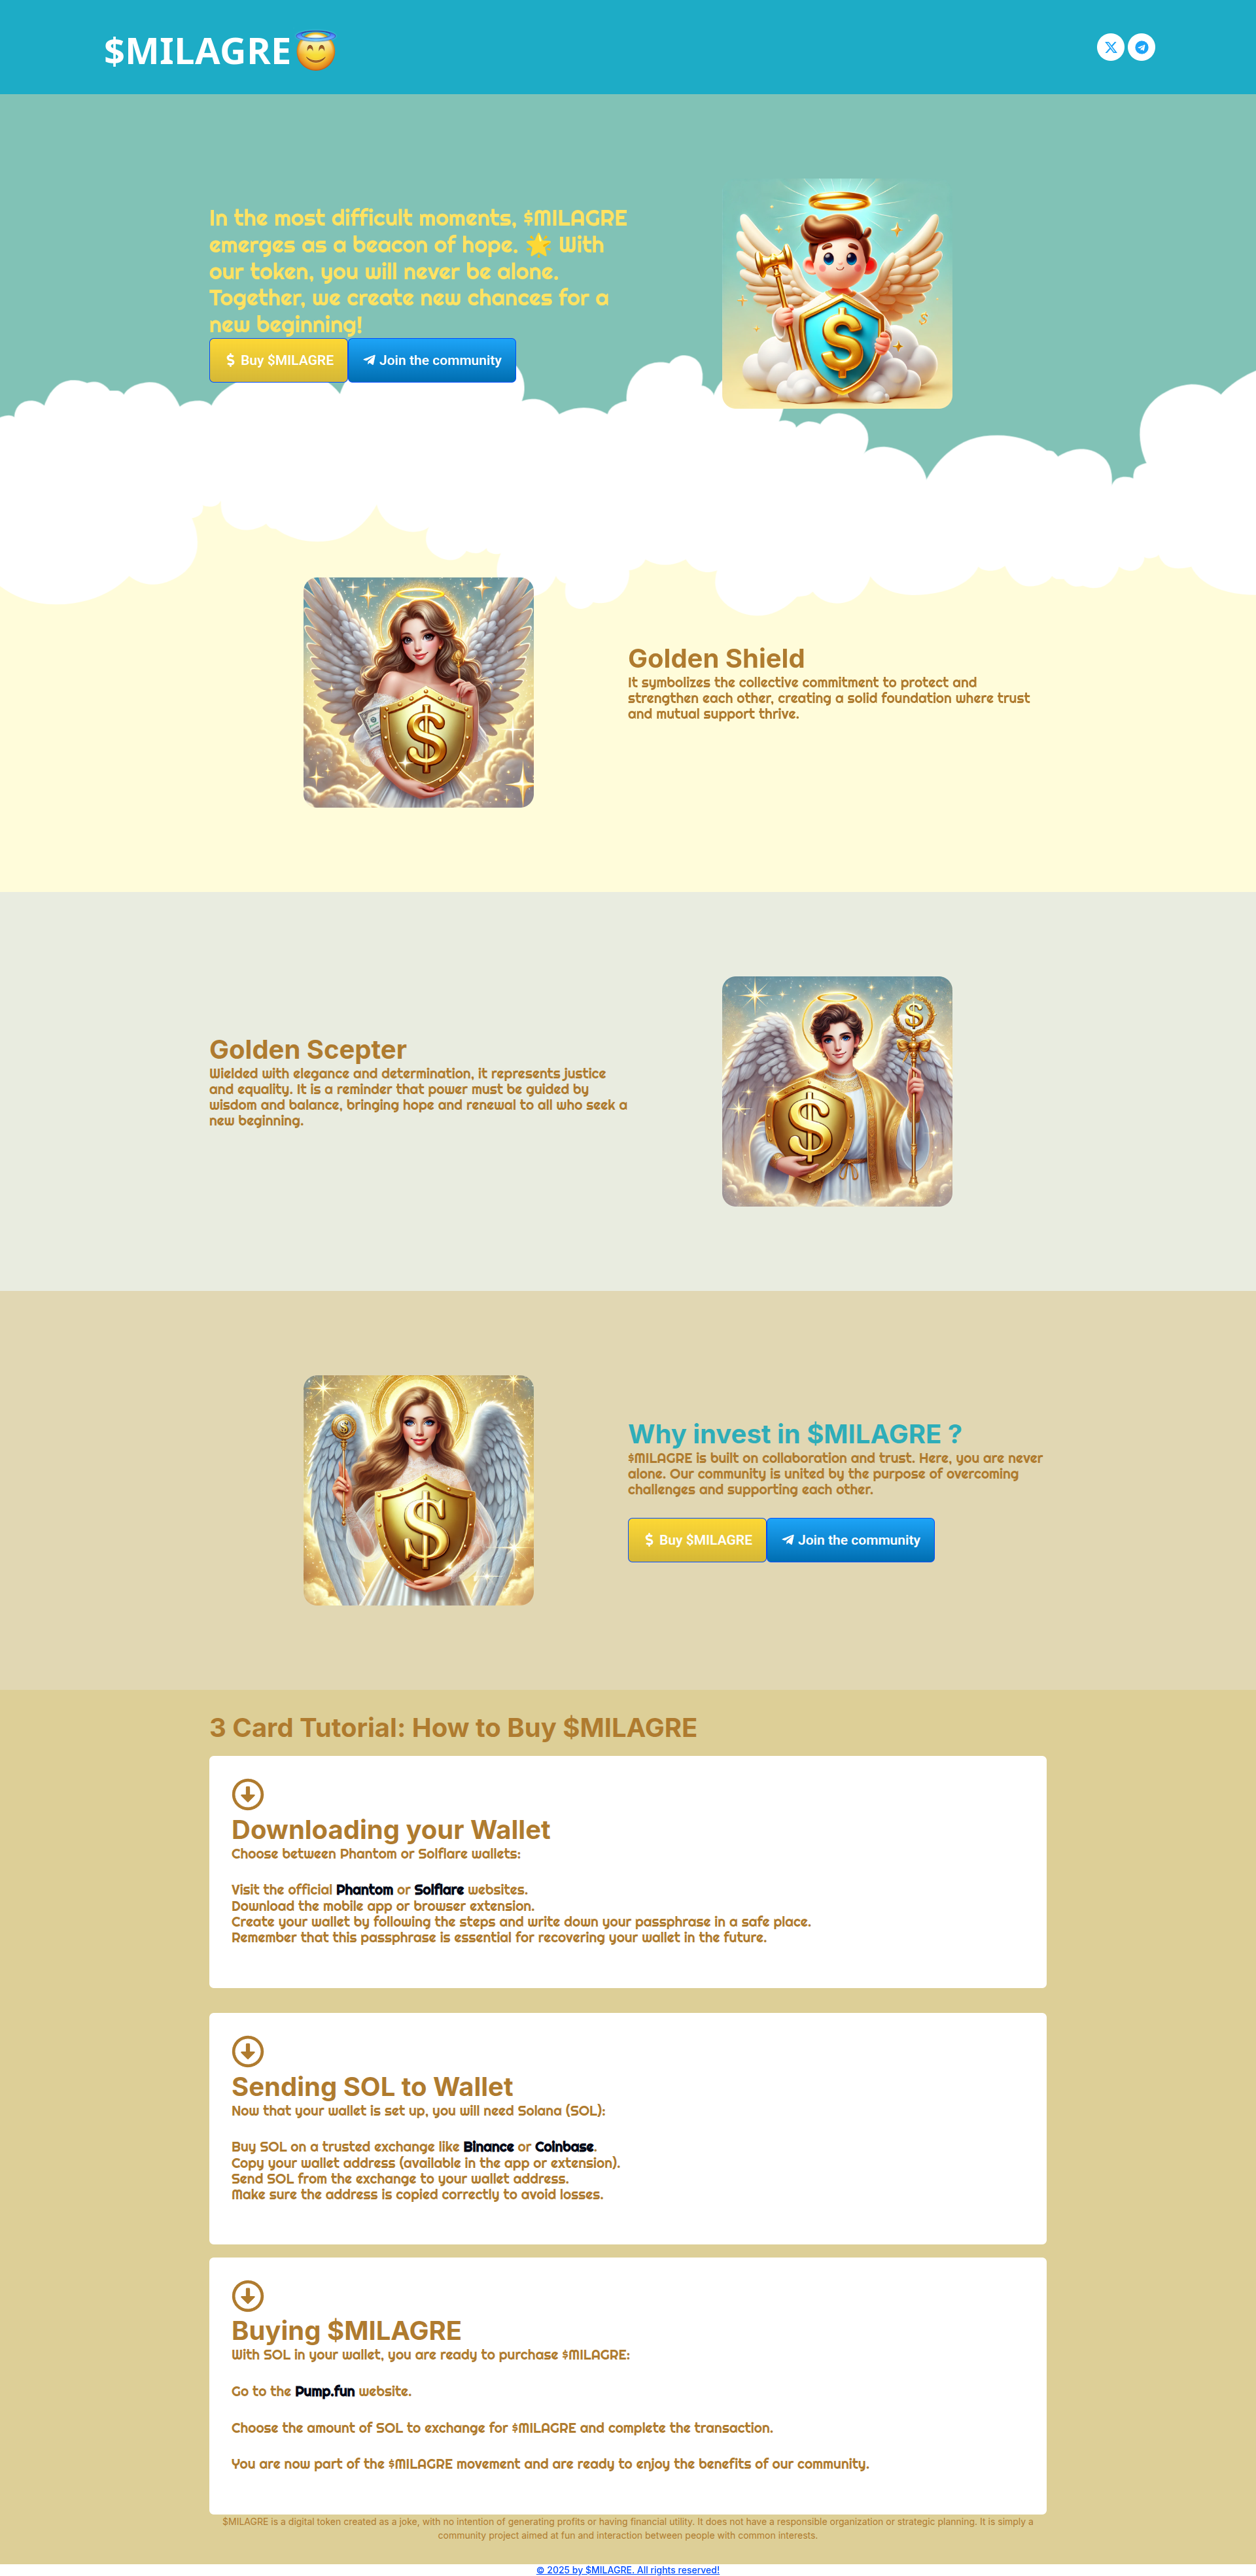 $MILAGRE😇
In the most difficult moments, $MILAGRE
emerges as a beacon of hope. 🌟 With
our token, you will never be alone.
Together, we create new chances for a
new beginning!
Buy $MILAGRE
Join the community
Golden Shield
It symbolizes the collective commitment to protect and
strengthen each other, creating a solid foundation where trust
and mutual support thrive.
Golden Scepter
Wielded with elegance and determination, it represents justice
and equality. It is a reminder that power must be guided by
wisdom and balance, bringing hope and renewal to all who seek a
new beginning.
Why invest in $MILAGRE ?
$MILAGRE is built on collaboration and trust. Here, you are never
alone. Our community is united by the purpose of overcoming
challenges and supporting each other.
Buy $MILAGRE
Join the community
3 Card Tutorial: How to Buy $MILAGRE
Downloading your Wallet
Choose between Phantom or Solflare wallets:
Visit the official Phantom or Solflare websites.
Download the mobile app or browser extension.
Create your wallet by following the steps and write down your passphrase in a safe place.
Remember that this passphrase is essential for recovering your wallet in the future.
Sending SOL to Wallet
Now that your wallet is set up, you will need Solana (SOL):
Buy SOL on a trusted exchange like Binance or Coinbase.
Copy your wallet address (available in the app or extension).
Send SOL from the exchange to your wallet address.
Make sure the address is copied correctly to avoid losses.
Buying $MILAGRE
With SOL in your wallet, you are ready to purchase $MILAGRE:
Go to the Pump.fun website.
Choose the amount of SOL to exchange for $MILAGRE and complete the transaction.
You are now part of the $MILAGRE movement and are ready to enjoy the benefits of our community.
$MILAGRE is a digital token created as a joke, with no intention of generating profits or having financial utility. It does not have a responsible organization or strategic planning. It is simply a
community project aimed at fun and interaction between people with common interests.
© 2025 by $MILAGRE. All rights reserved!